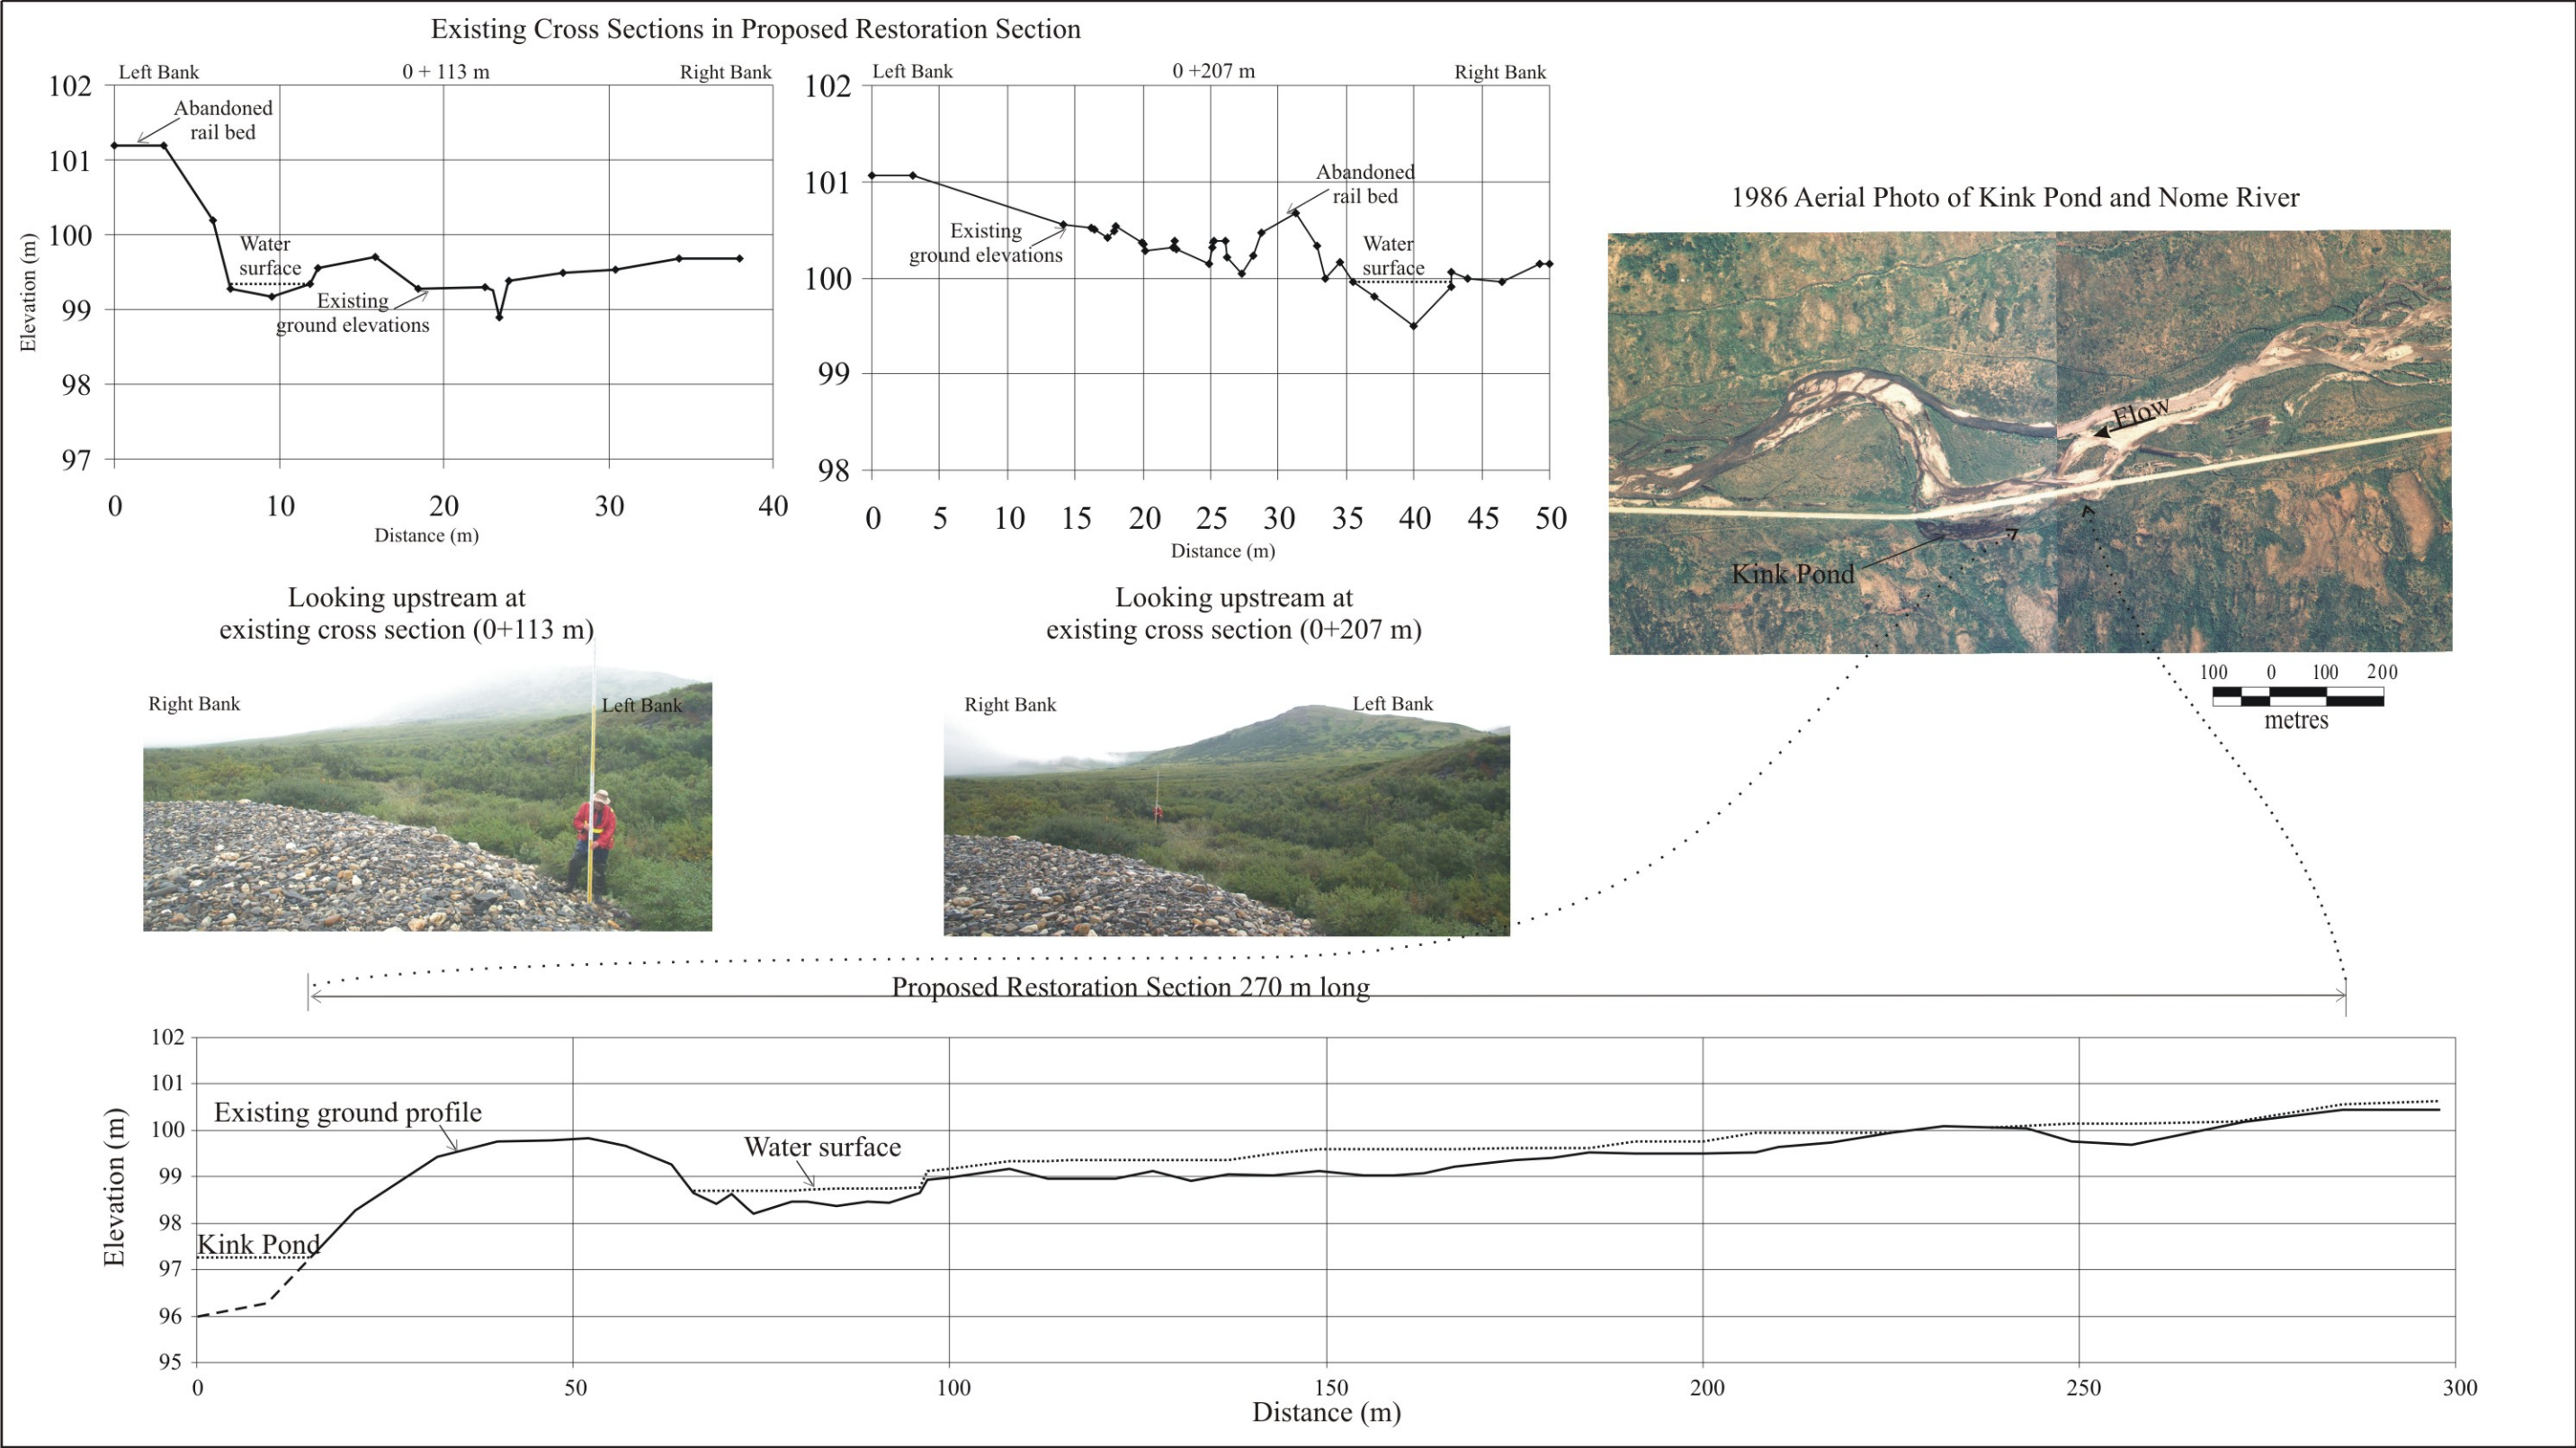 Existing Cross Sections in Proposed Restoration Section
Left Bank
0 + 113 m
Right Bank
102
101
100
99
98
97
Elevation (m)
Abandoned
rail bed
Water
surface
Existing
ground elevations
0
10
20
30
40
Distance (m)
Left Bank
0 +207 m
Right Bank
102
101
100
99
98
Existing
ground elevations
Abandoned
rail bed
Water
surface
0
5
10
15
20
25
30
35
40
45
50
Distance (m)
1986 Aerial Photo of Kink Pond and Nome River
Flow
Kink Pond
100 0 100 200
metres
Looking upstream at
existing cross section (0+113 m)
Right Bank
Left Bank
Looking upstream at
existing cross section (0+207 m)
Right Bank
Left Bank
Proposed Restoration Section 270 m long
102
101
100
99
98
97
96
95
Elevation (m)
Existing ground profile
Water surface
Kink Pond
0
50
100
150
200
250
300
Distance (m)